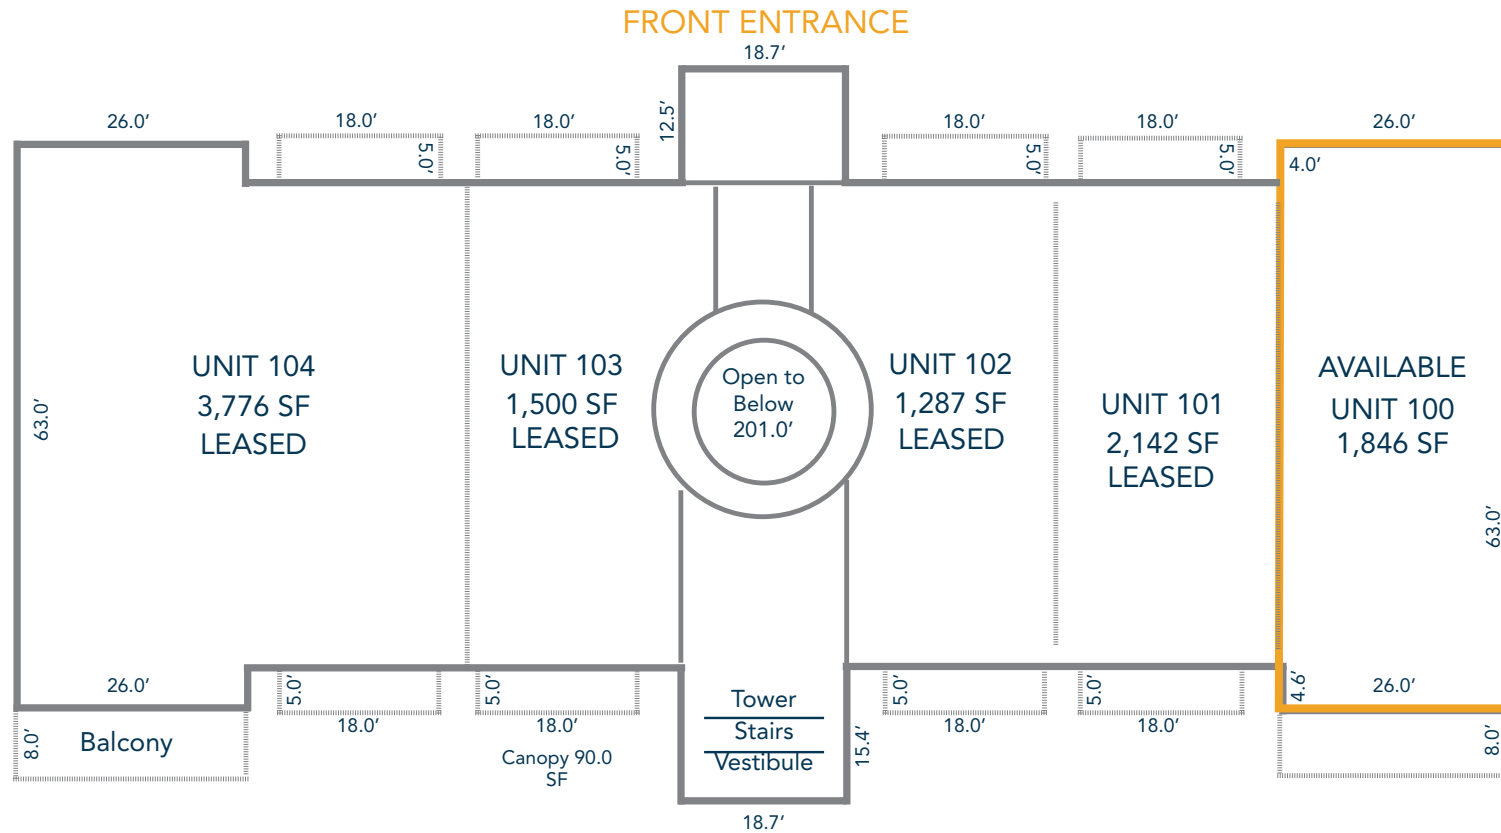 FRONT ENTRANCE
18.7′
12.5′
26.0′
18.0′
18.0′
18.0′
18.0′
26.0′
5.0′
5.0′
5.0′
5.0′
4.0′
UNIT 104
3,776 SF
LEASED
UNIT 103
1,500 SF
LEASED
Open to
Below
201.0′
UNIT 102
1,287 SF
LEASED
UNIT 101
2,142 SF
LEASED
AVAILABLE
UNIT 100
1,846 SF
63.0′
63.0′
26.0′
5.0′
5.0′
5.0′
5.0′
4.6′
26.0′
8.0′
Balcony
18.0′
18.0′
Canopy 90.0
SF
Tower
Stairs
Vestibule
15.4′
18.0′
18.0′
8.0′
18.7′